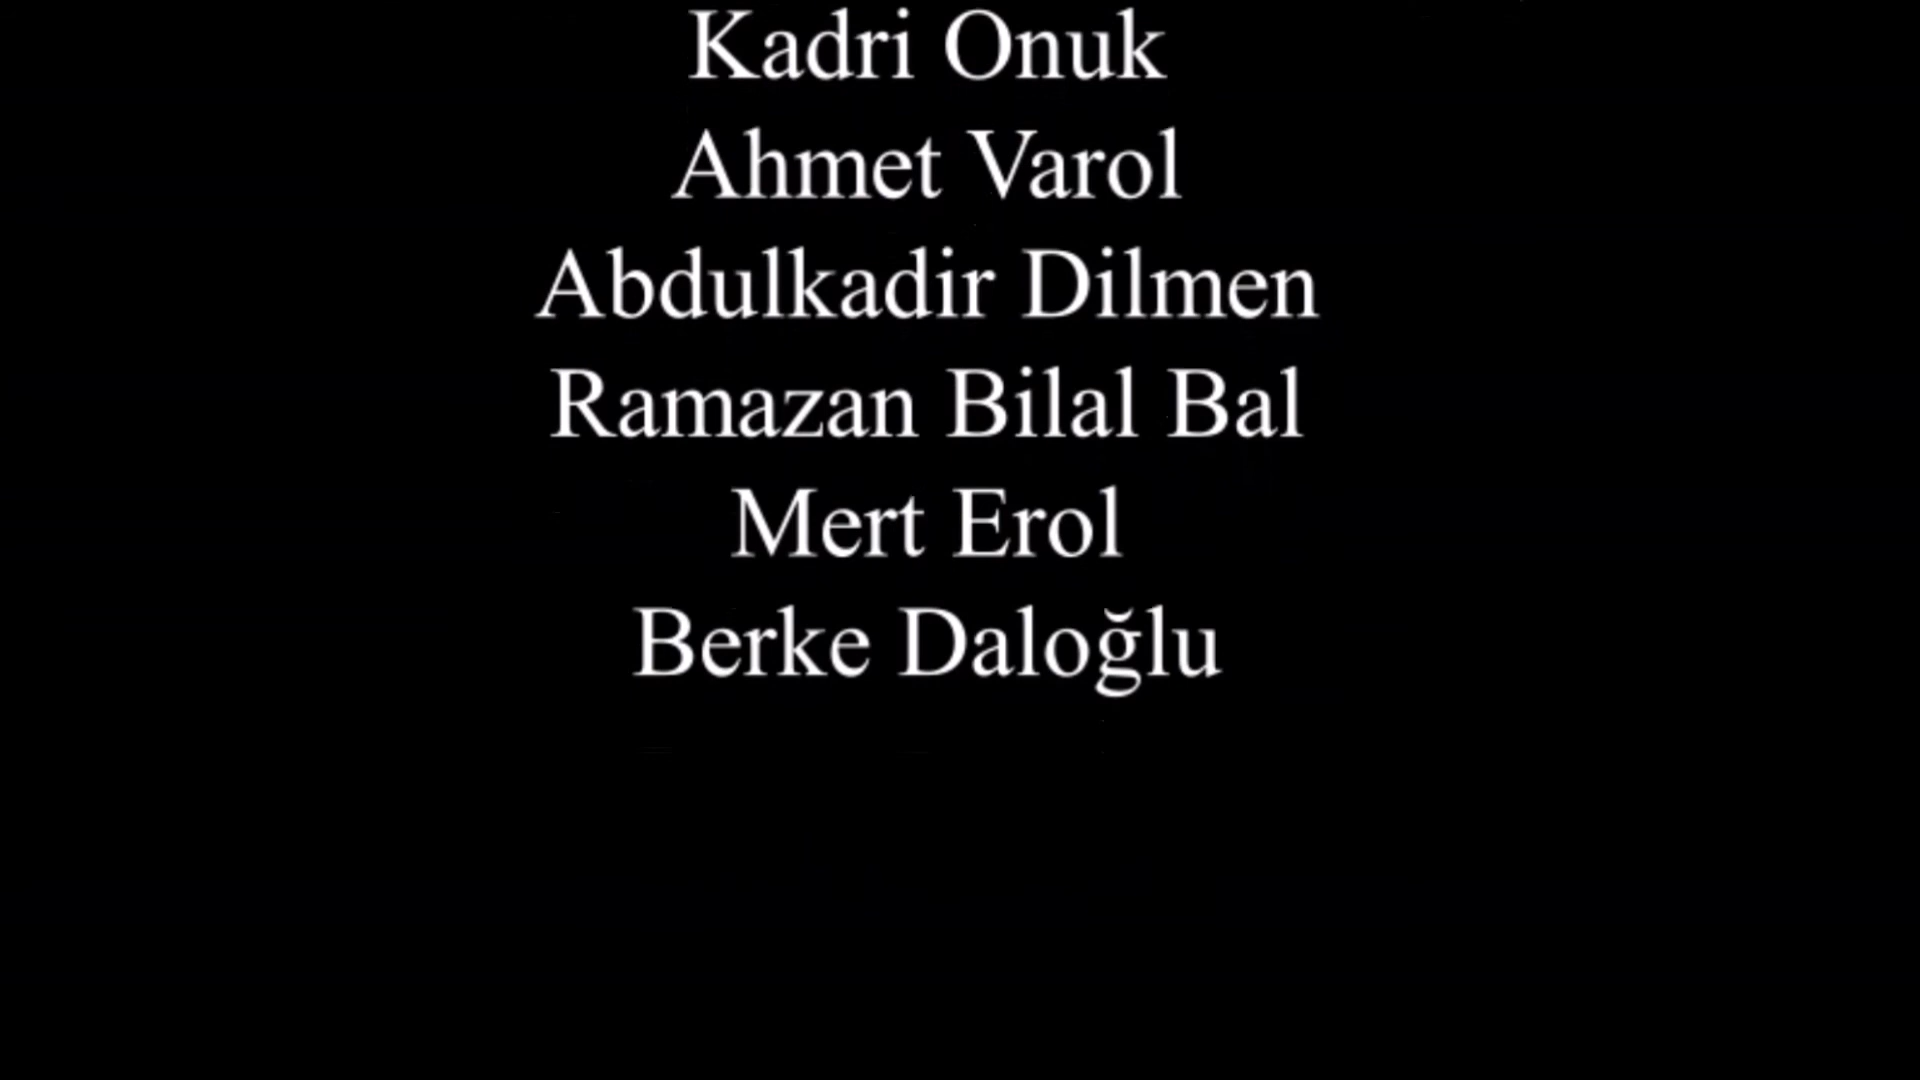 Kadri Onuk
Ahmet Varol
Abdulkadir Dilmen
Ramazan Bilal Bal
Mert Erol
Berke Daloğlu